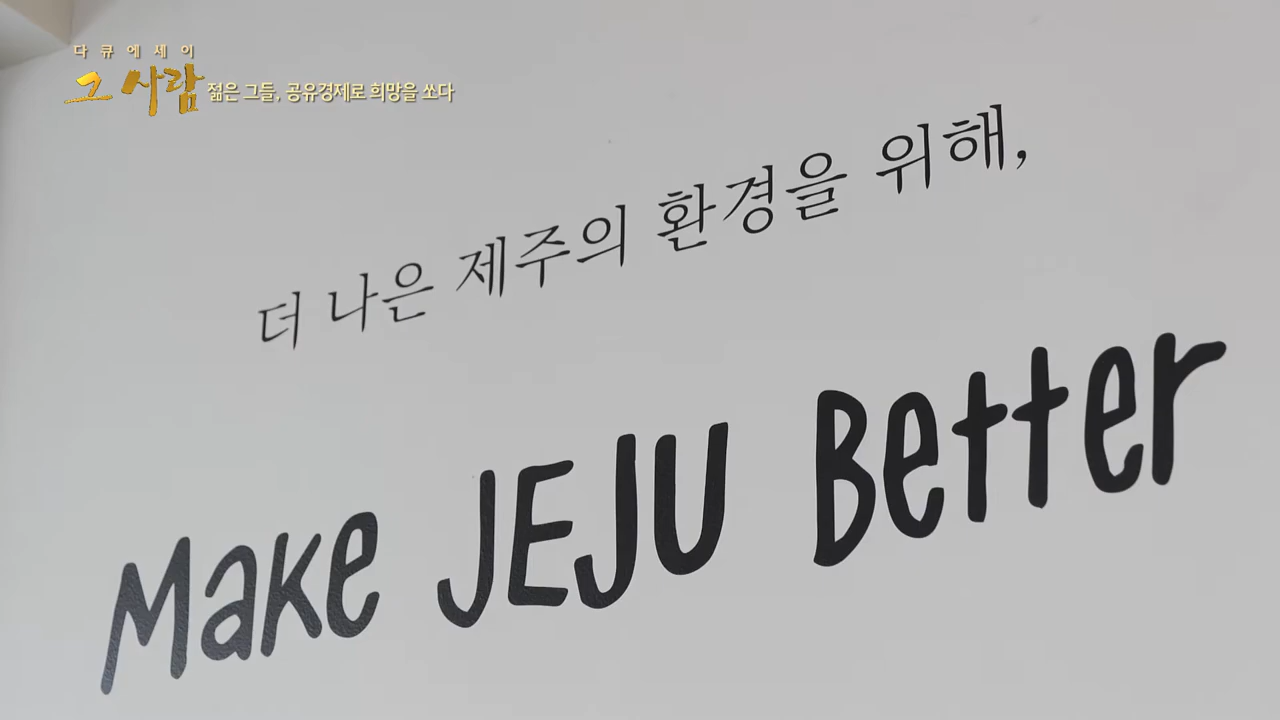 다큐에세이
그 사람 젊은 그들, 공유경제로 희망을 쏘다
더 나은 제주의 환경을 위해,
Make JEJU Better